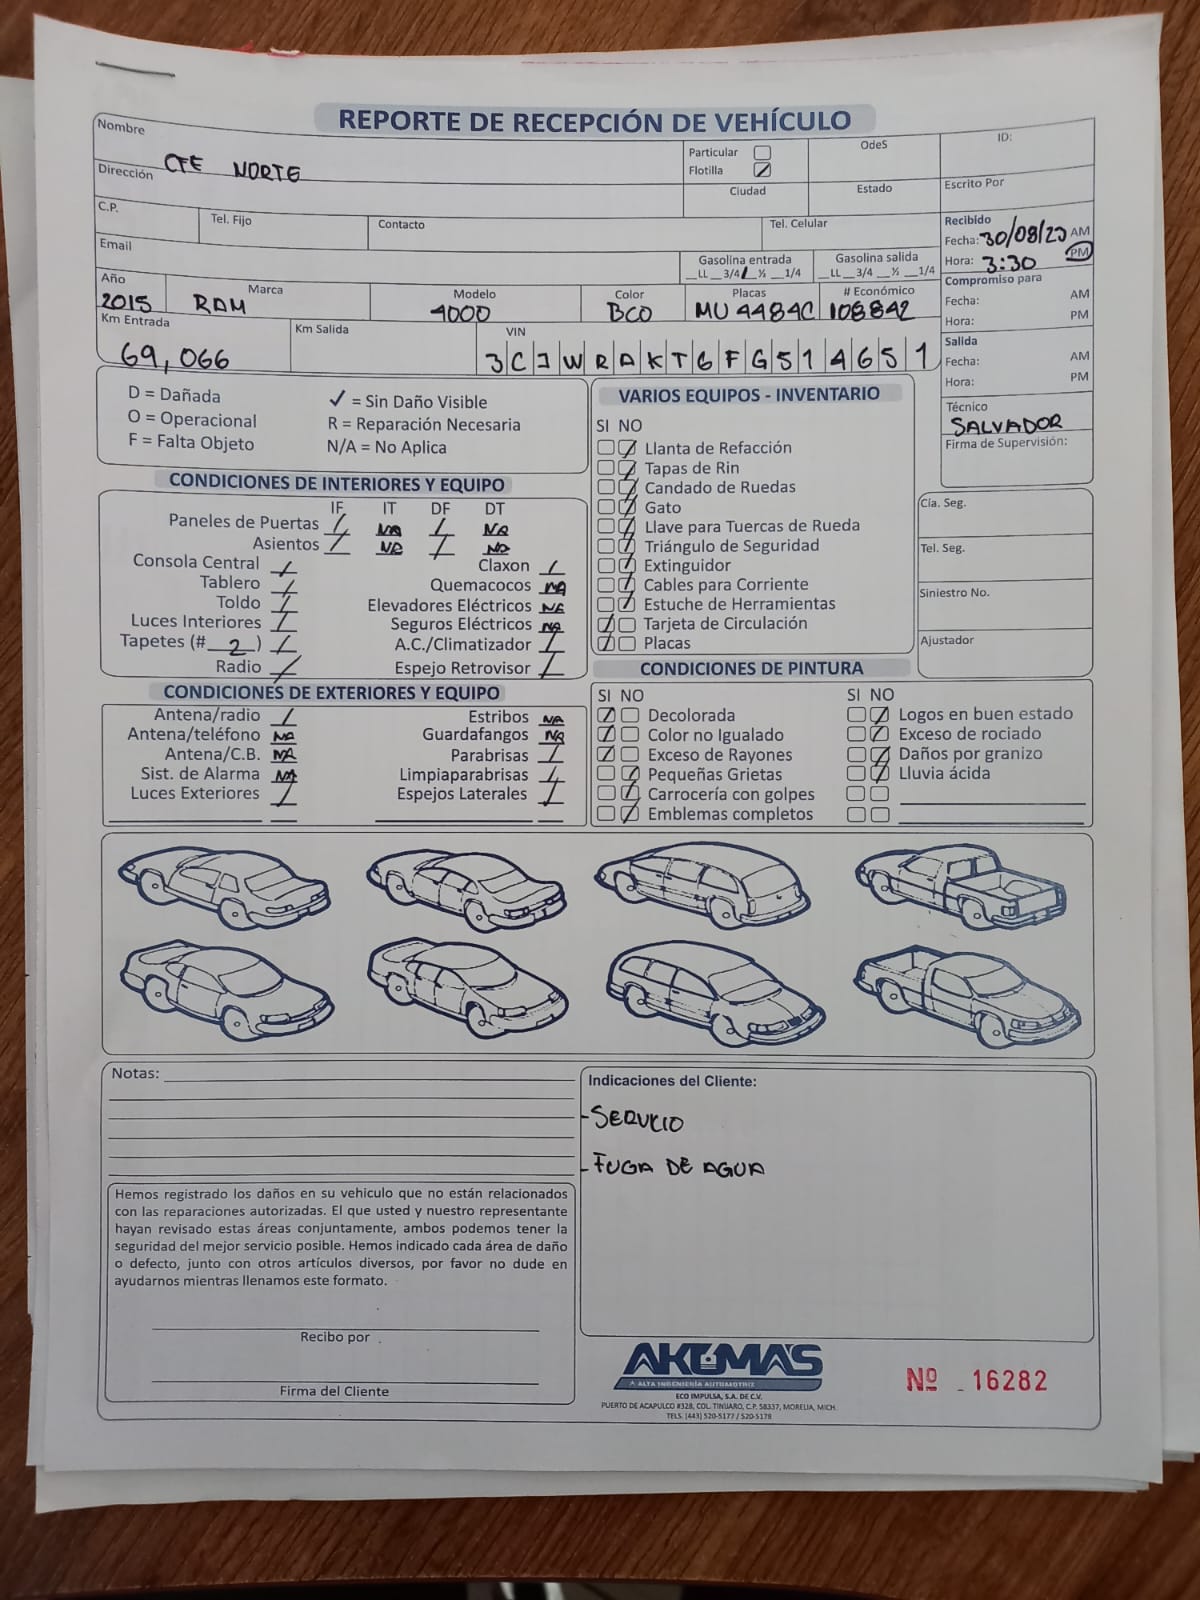 REPORTE DE RECEPCIÓN DE VEHÍCULO
Nombre
CFE NORTE
Particular
Flotilla
OdeS
ID:
Dirección
Ciudad
Estado
Escrito Por
C.P.
Tel. Fijo
Contacto
Tel. Celular
Recibido
Fecha: 30/09/20 AM
Hora: 3:30 PM
Email
Gasolina entrada
__LL __3/4 __½ __1/4
Gasolina salida
__LL __3/4 __½ __1/4
Compromiso para
Fecha: AM
Hora: PM
Año
2015
Marca
RAM
Modelo
4000
Color
BCO
Placas
MU 4484C
# Económico
108842
Km Entrada
69,066
Km Salida
VIN
3C7WRAKT6FG514651
Salida
Fecha: AM
Hora: PM
Técnico
SALVADOR
Firma de Supervisión:
D = Dañada
O = Operacional
F = Falta Objeto
✓ = Sin Daño Visible
R = Reparación Necesaria
N/A = No Aplica
CONDICIONES DE INTERIORES Y EQUIPO
IF IT DF DT
Paneles de Puertas / NA / NA
Asientos / NA / NA
Consola Central /
Tablero /
Toldo /
Luces Interiores /
Tapetes (# 2 ) /
Radio /
Claxon /
Quemacocos NA
Elevadores Eléctricos NA
Seguros Eléctricos NA
A.C./Climatizador /
Espejo Retrovisor /
CONDICIONES DE EXTERIORES Y EQUIPO
Antena/radio /
Antena/teléfono NA
Antena/C.B. NA
Sist. de Alarma NA
Luces Exteriores /
Estribos NA
Guardafangos NA
Parabrisas /
Limpiaparabrisas /
Espejos Laterales /
VARIOS EQUIPOS - INVENTARIO
SI NO
Llanta de Refacción
Tapas de Rin
Candado de Ruedas
Gato
Llave para Tuercas de Rueda
Triángulo de Seguridad
Extinguidor
Cables para Corriente
Estuche de Herramientas
Tarjeta de Circulación
Placas
Cía. Seg.
Tel. Seg.
Siniestro No.
Ajustador
CONDICIONES DE PINTURA
SI NO
Decolorada
Color no Igualado
Exceso de Rayones
Pequeñas Grietas
Carrocería con golpes
Emblemas completos
SI NO
Logos en buen estado
Exceso de rociado
Daños por granizo
Lluvia ácida
Notas:
Indicaciones del Cliente:
-SERVICIO
-FUGA DE AGUA
Hemos registrado los daños en su vehiculo que no están relacionados
con las reparaciones autorizadas. El que usted y nuestro representante
hayan revisado estas áreas conjuntamente, ambos podemos tener la
seguridad del mejor servicio posible. Hemos indicado cada área de daño
o defecto, junto con otros artículos diversos, por favor no dude en
ayudarnos mientras llenamos este formato.
Recibo por
Firma del Cliente
AKEMAS
ALTA INGENIERÍA AUTOMOTRIZ
ECO IMPULSA, S.A. DE C.V.
PUERTO DE ACAPULCO #328, COL. TINIJARO, C.P. 58337, MORELIA, MICH.
TELS. (443) 520-5177 / 520-5178
Nº 16282